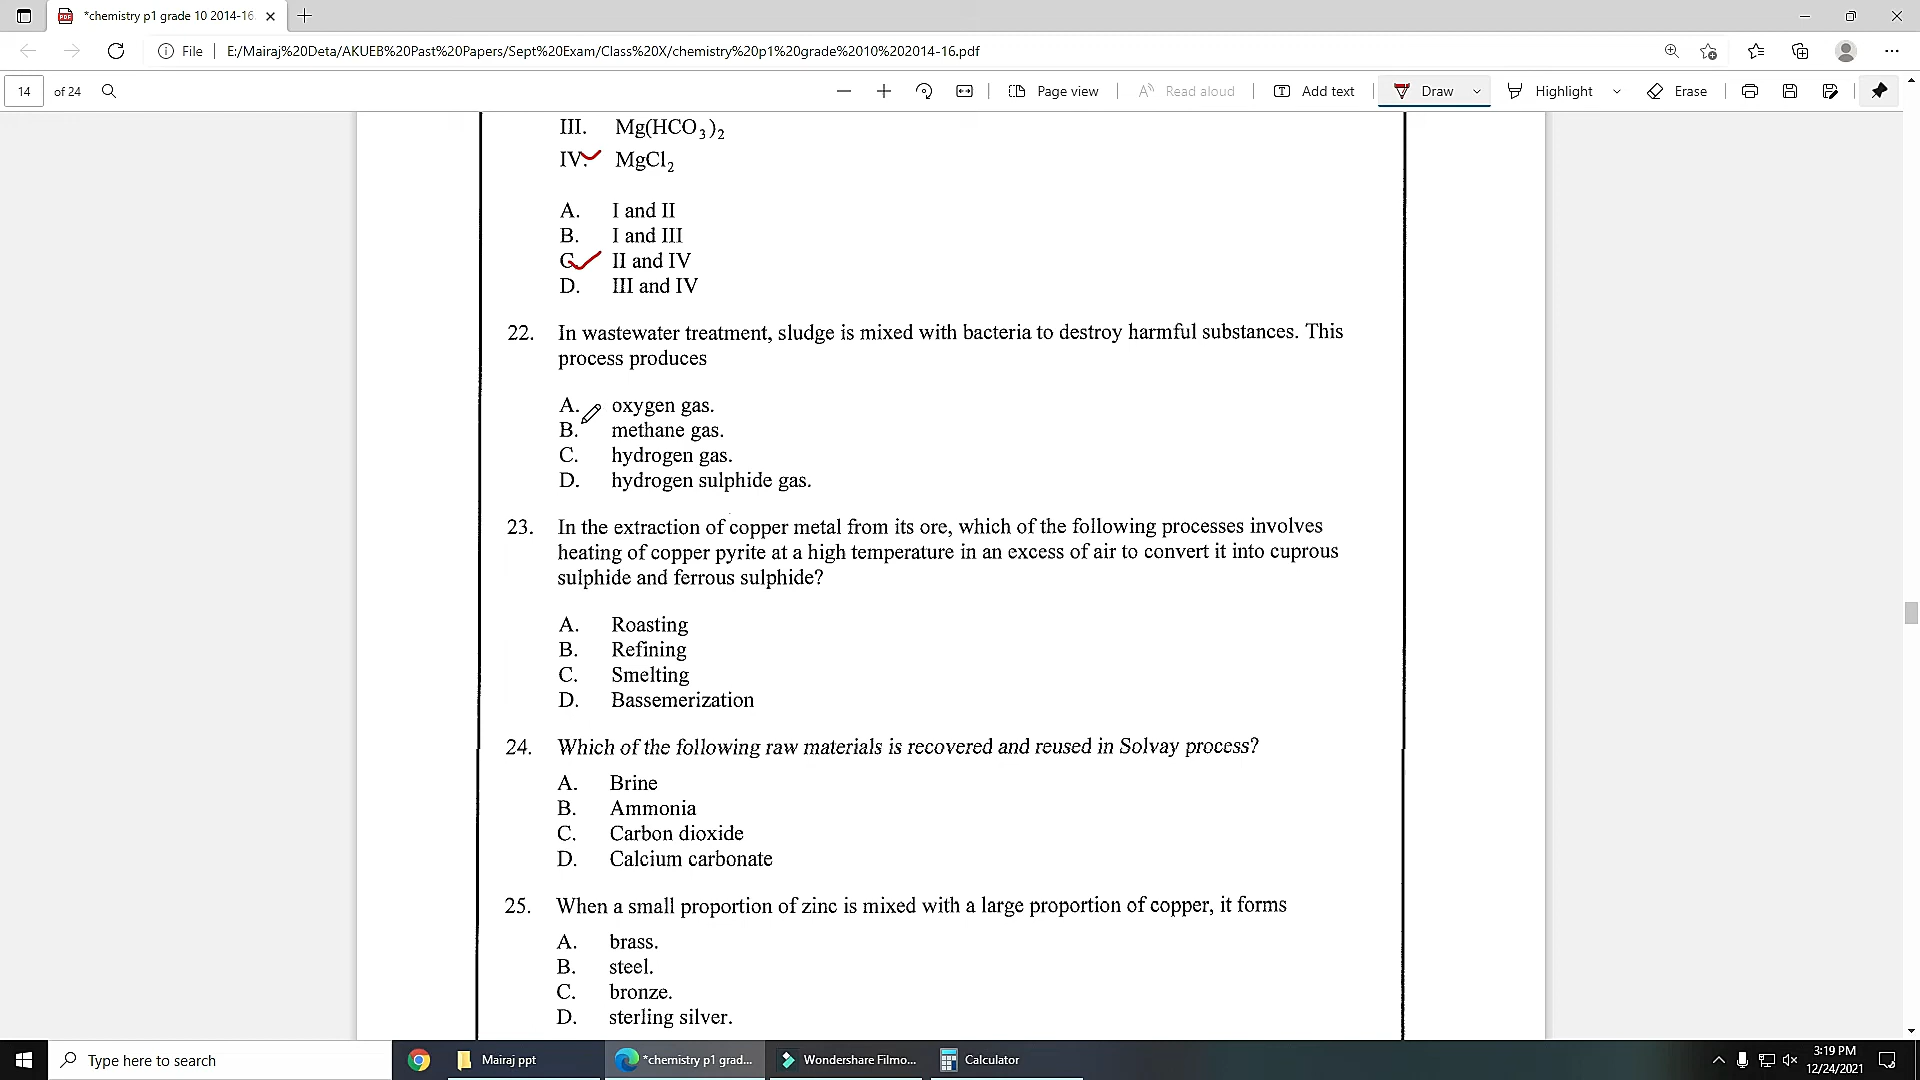 *chemistry p1 grade 10 2014-16
File E:/Mairaj%20Deta/AKUEB%20Past%20Papers/Sept%20Exam/Class%20X/chemistry%20p1%20grade%2010%202014-16.pdf
14 of 24 Page view Read aloud Add text Draw Highlight Erase
III. Mg(HCO3)2
IV. MgCl2
A. I and II
B. I and III
C. II and IV
D. III and IV
22. In wastewater treatment, sludge is mixed with bacteria to destroy harmful substances. This
process produces
A. oxygen gas.
B. methane gas.
C. hydrogen gas.
D. hydrogen sulphide gas.
23. In the extraction of copper metal from its ore, which of the following processes involves
heating of copper pyrite at a high temperature in an excess of air to convert it into cuprous
sulphide and ferrous sulphide?
A. Roasting
B. Refining
C. Smelting
D. Bassemerization
24. Which of the following raw materials is recovered and reused in Solvay process?
A. Brine
B. Ammonia
C. Carbon dioxide
D. Calcium carbonate
25. When a small proportion of zinc is mixed with a large proportion of copper, it forms
A. brass.
B. steel.
C. bronze.
D. sterling silver.
Type here to search Mairaj ppt *chemistry p1 grad... Wondershare Filmo... Calculator 3:19 PM
12/24/2021